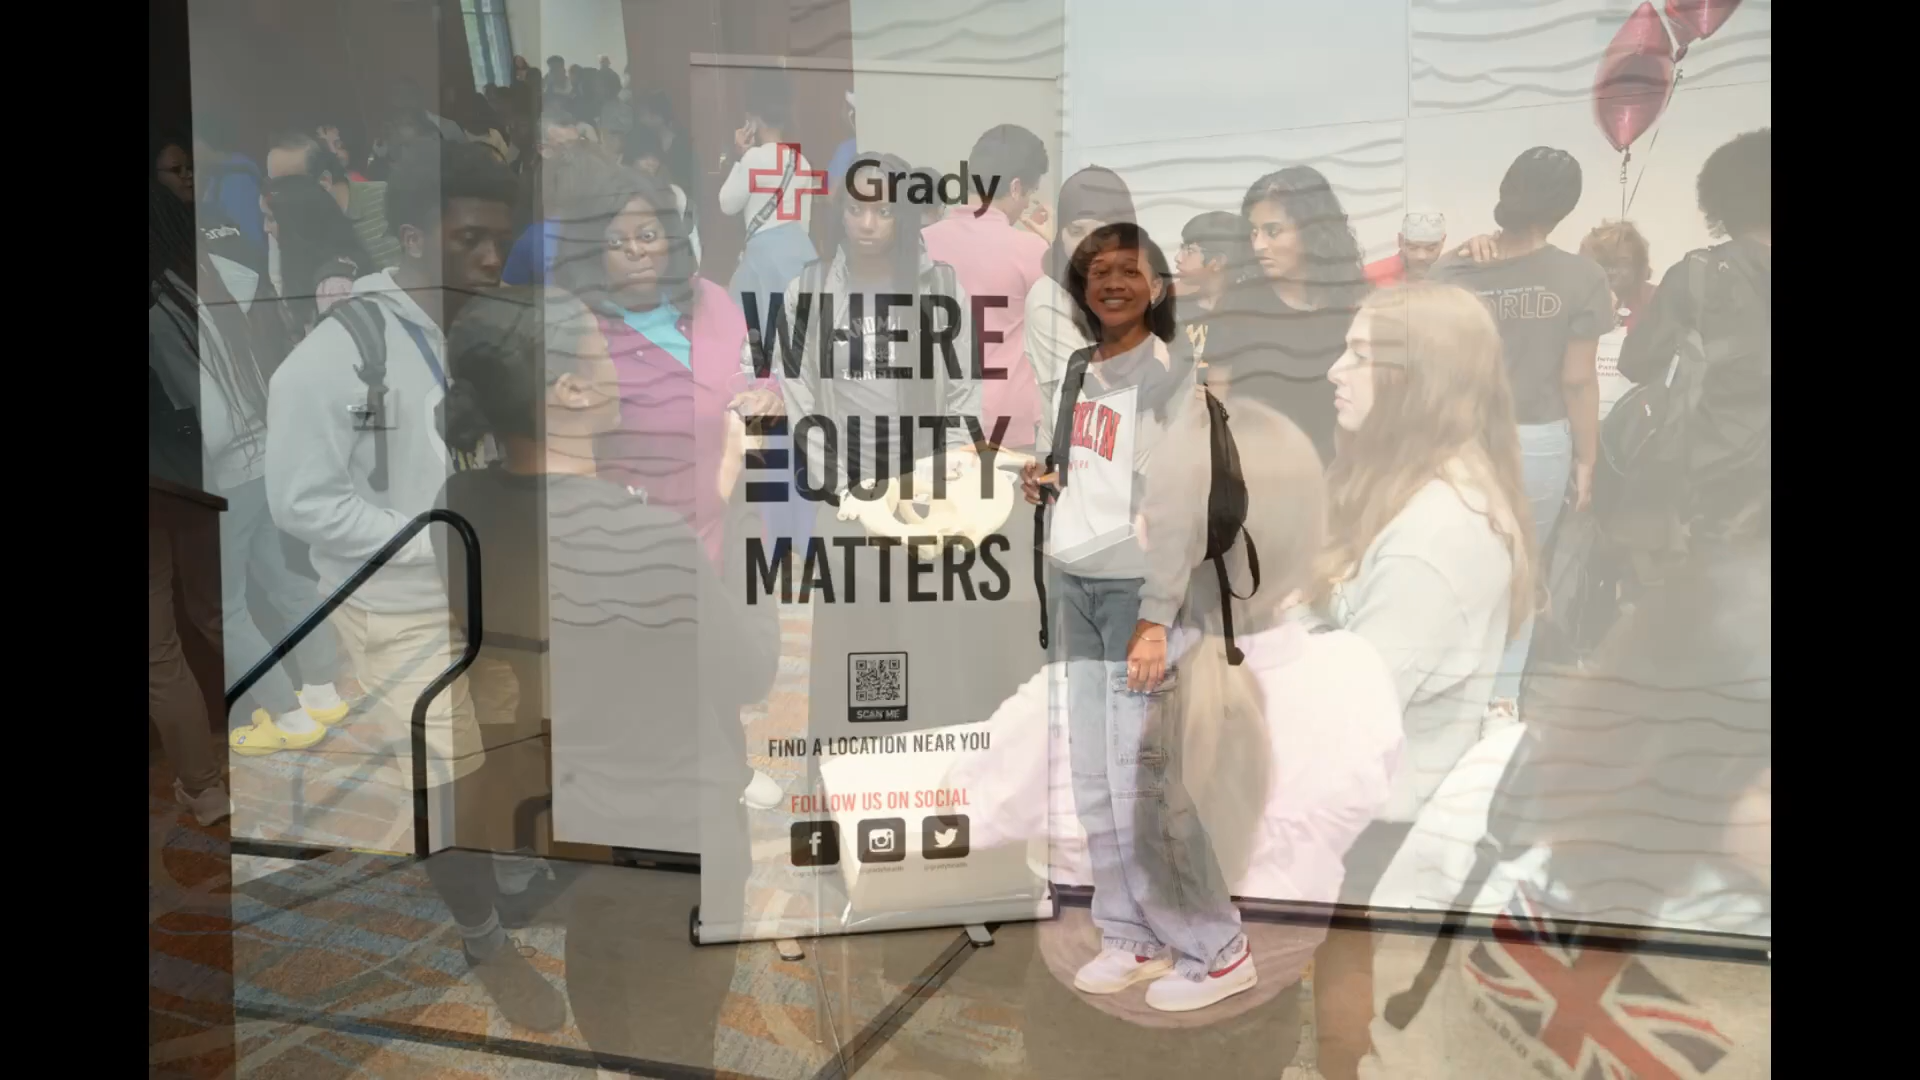 Grady
WHERE
EQUITY
MATTERS
SCAN ME
FIND A LOCATION NEAR YOU
FOLLOW US ON SOCIAL